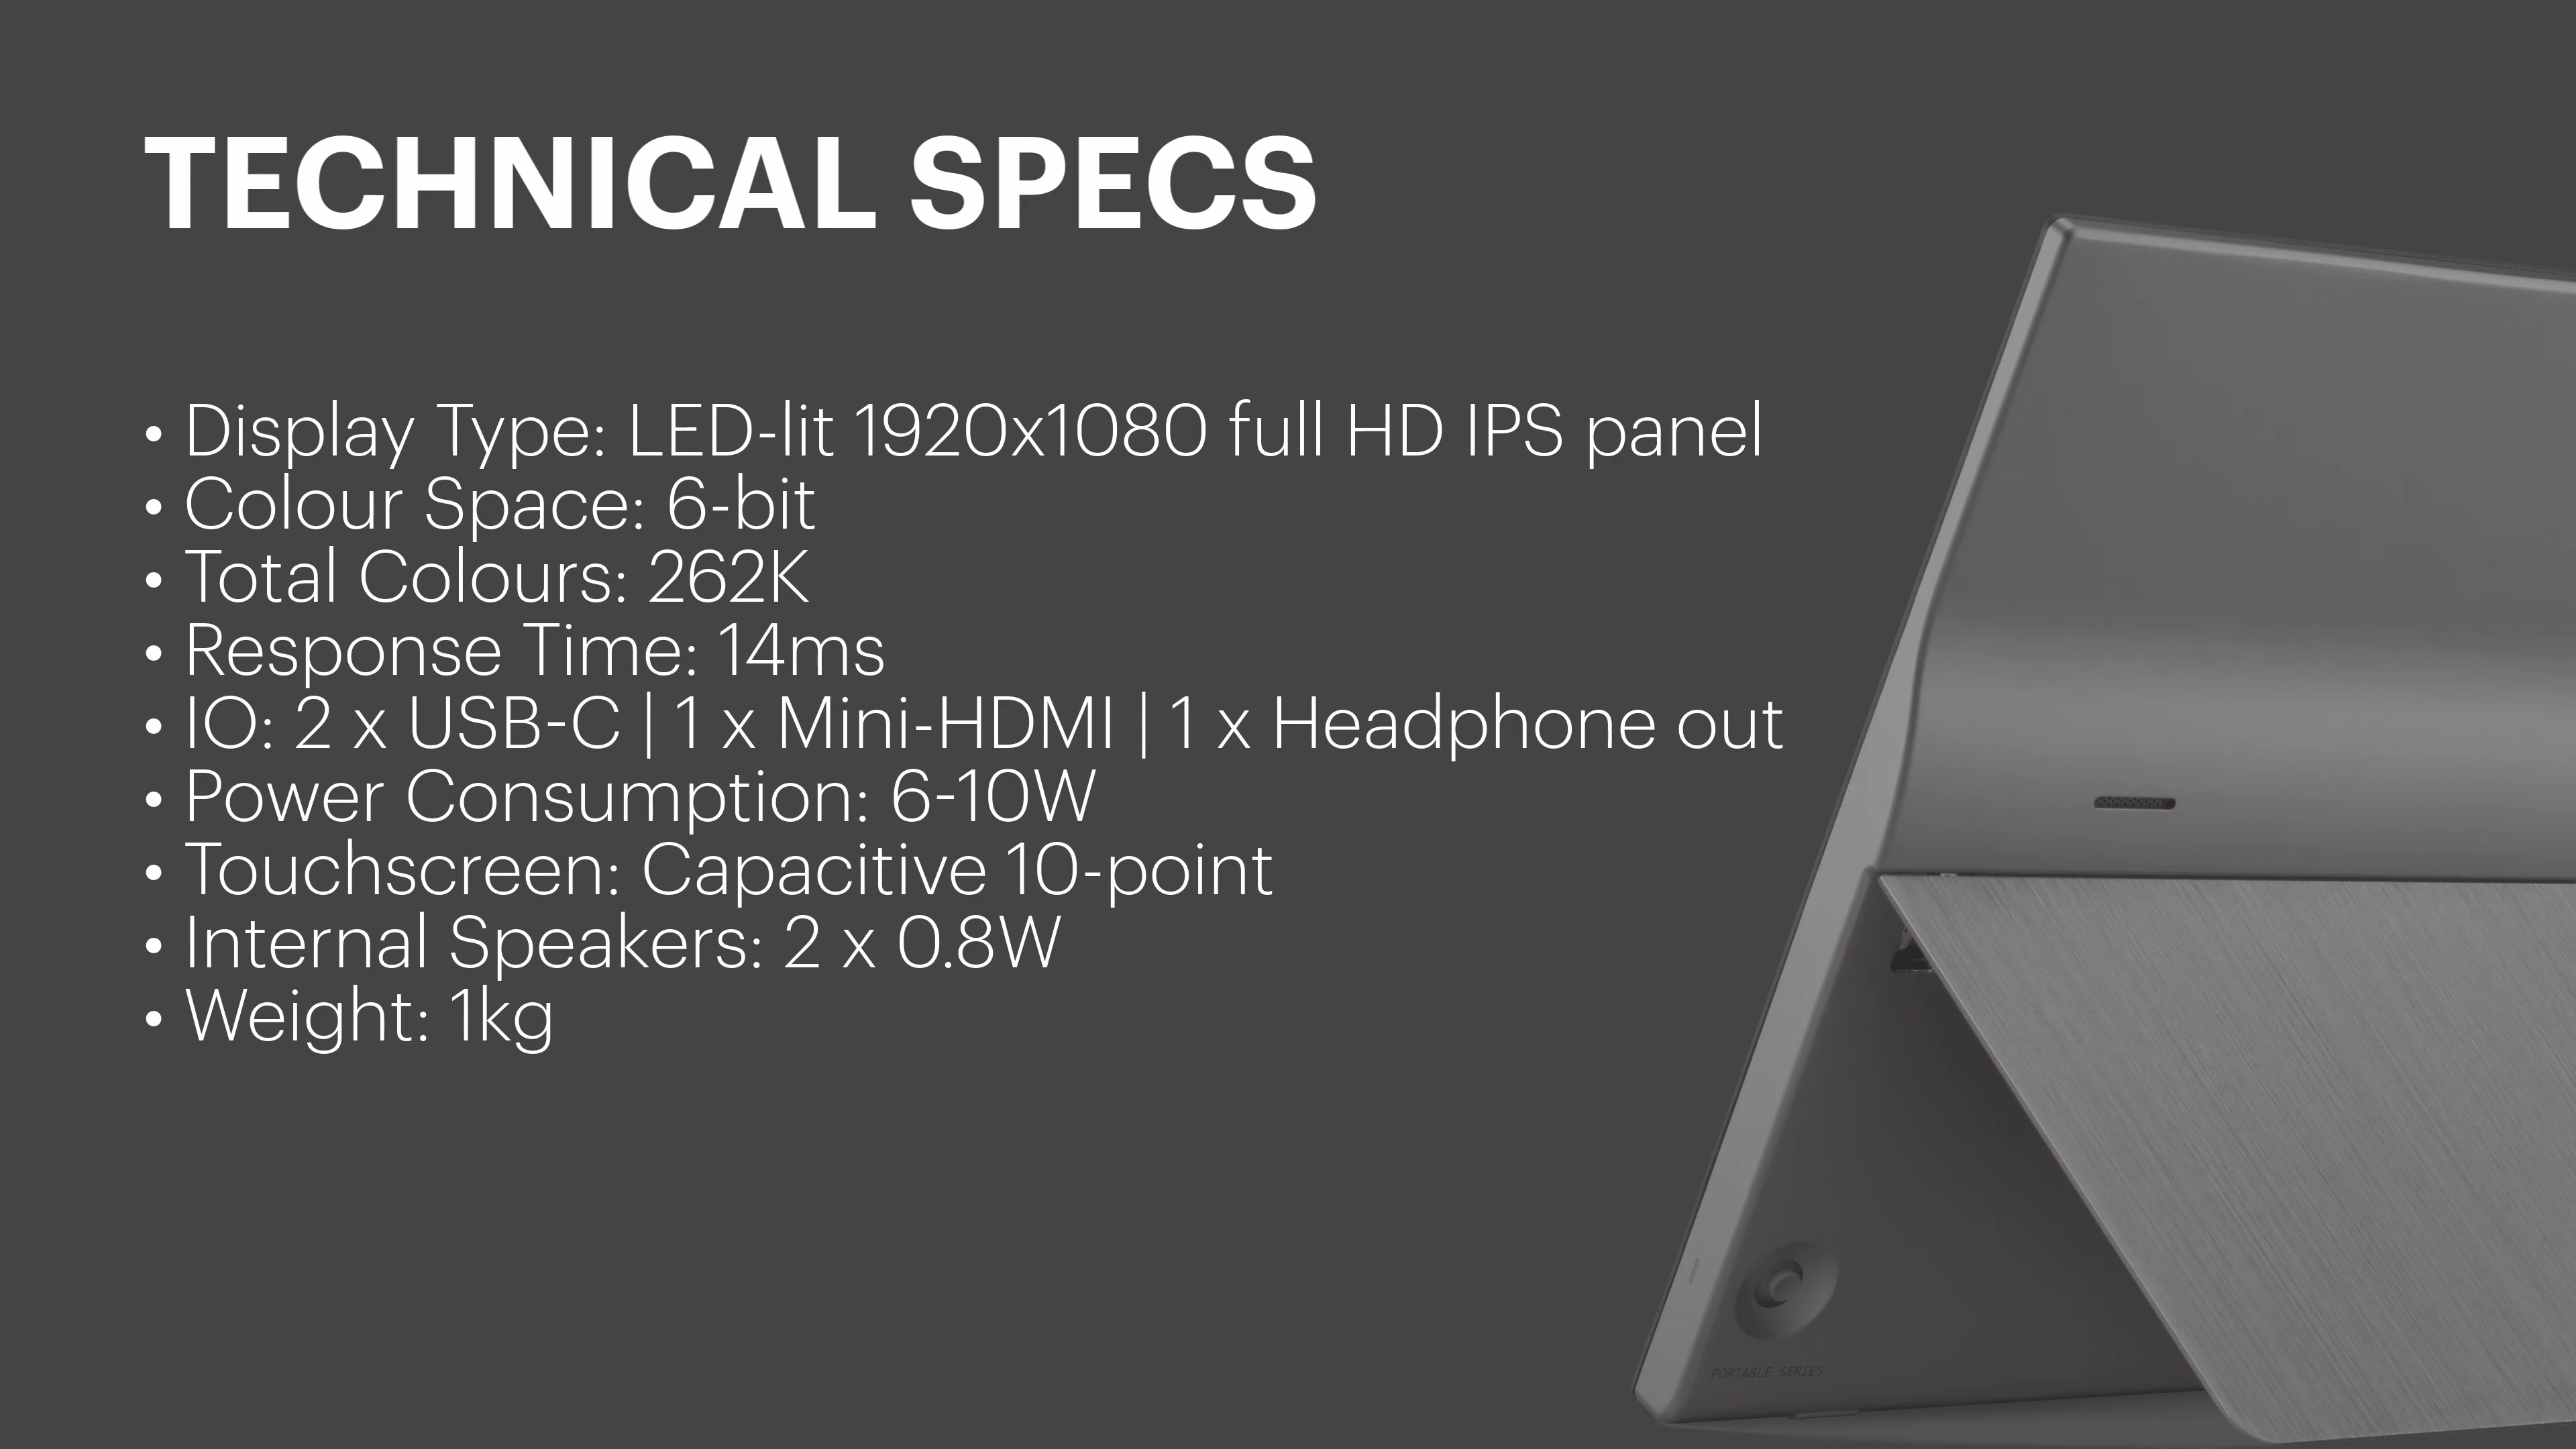 TECHNICAL SPECS
• Display Type: LED-lit 1920x1080 full HD IPS panel
• Colour Space: 6-bit
• Total Colours: 262K
• Response Time: 14ms
• IO: 2 x USB-C | 1 x Mini-HDMI | 1 x Headphone out
• Power Consumption: 6-10W
• Touchscreen: Capacitive 10-point
• Internal Speakers: 2 x 0.8W
• Weight: 1kg
PORTABLE SERIES